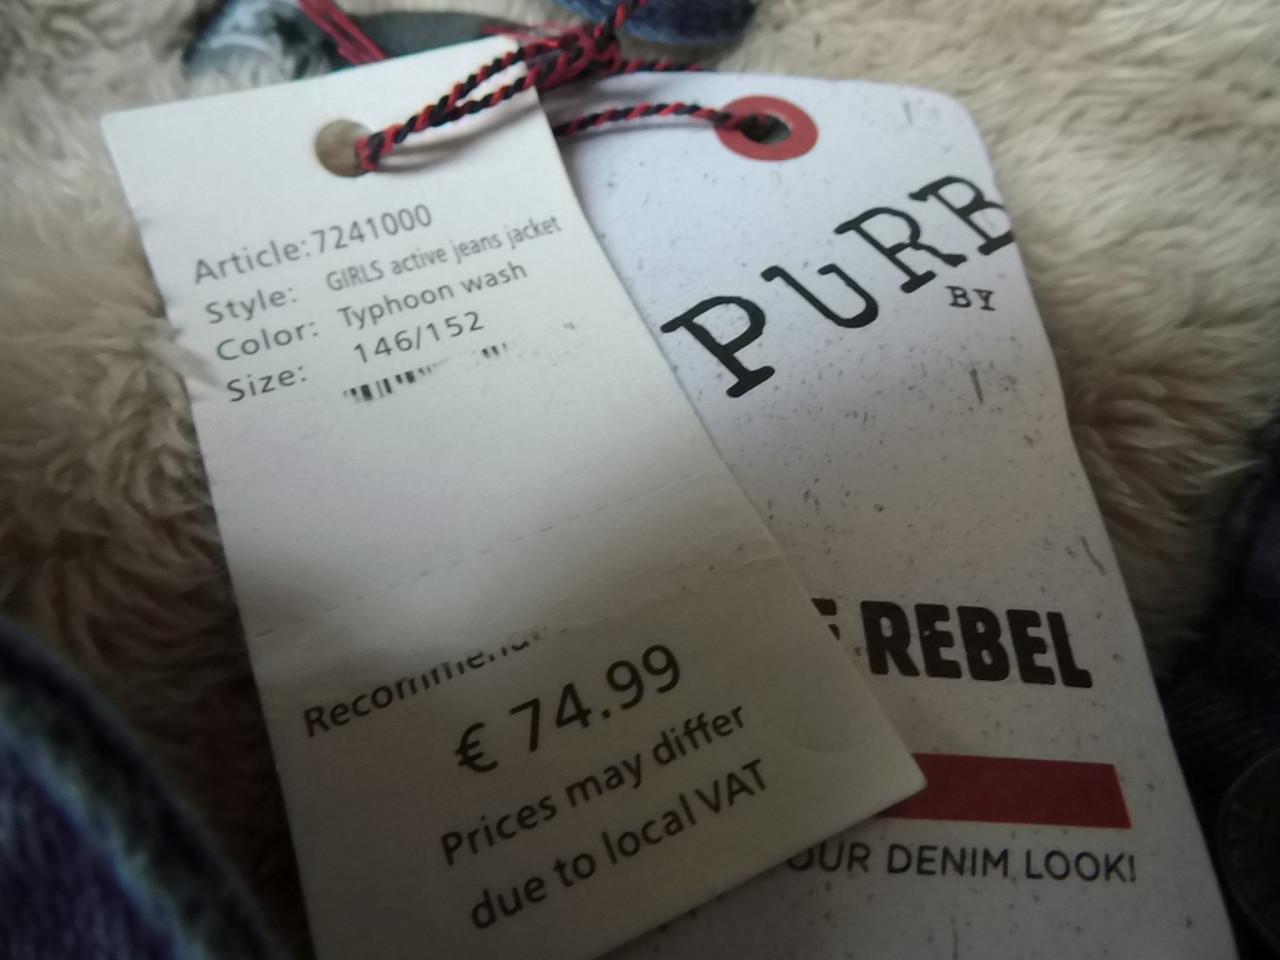 Article: 7241000
Style: GIRLS active jeans jacket
Color: Typhoon wash
Size: 146/152
€ 74.99
Prices may differ
due to local VAT
PURB
BY
REBEL
OUR DENIM LOOK!